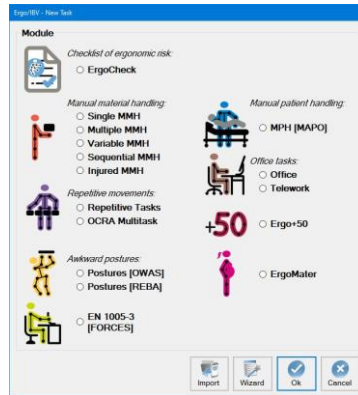 Ergo/IBV - New Task
Module
Checklist of ergonomic risk:
ErgoCheck
Manual material handling:
Single MMH
Multiple MMH
Variable MMH
Sequential MMH
Injured MMH
Manual patient handling:
MPH [MAPO]
Office tasks:
Office
Telework
Repetitive movements:
Repetitive Tasks
OCRA Multitask
+50
Ergo+50
Awkward postures:
Postures [OWAS]
Postures [REBA]
ErgoMater
EN 1005-3
[FORCES]
Import Wizard Ok Cancel